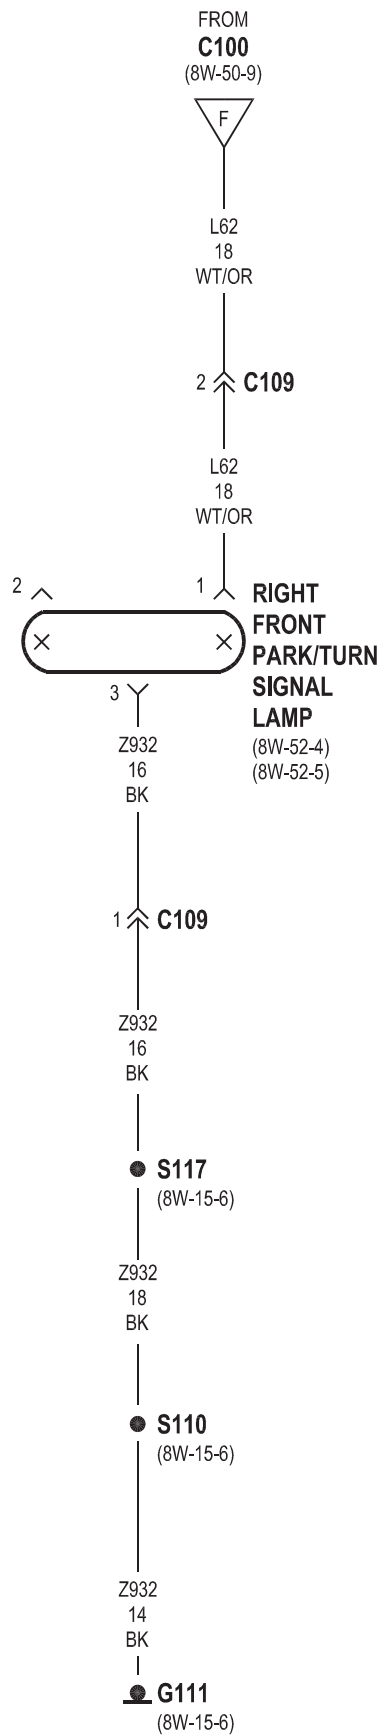 FROM
C100
(8W-50-9)
F
L62
18
WT/OR
2 C109
L62
18
WT/OR
2 1 RIGHT
FRONT
PARK/TURN
SIGNAL
LAMP
(8W-52-4)
(8W-52-5)
3
Z932
16
BK
1 C109
Z932
16
BK
S117
(8W-15-6)
Z932
18
BK
S110
(8W-15-6)
Z932
14
BK
G111
(8W-15-6)